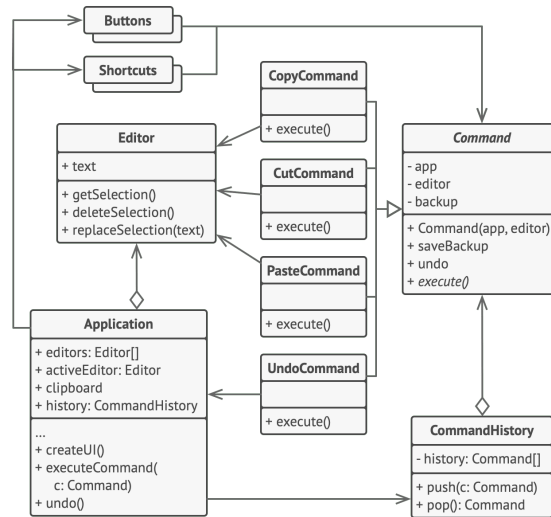 Buttons
Shortcuts
CopyCommand
+ execute()
Editor
+ text
+ getSelection()
+ deleteSelection()
+ replaceSelection(text)
CutCommand
+ execute()
Command
- app
- editor
- backup
+ Command(app, editor)
+ saveBackup
+ undo
+ execute()
PasteCommand
+ execute()
Application
+ editors: Editor[]
+ activeEditor: Editor
+ clipboard
+ history: CommandHistory
...
+ createUI()
+ executeCommand(
c: Command)
+ undo()
UndoCommand
+ execute()
CommandHistory
- history: Command[]
+ push(c: Command)
+ pop(): Command